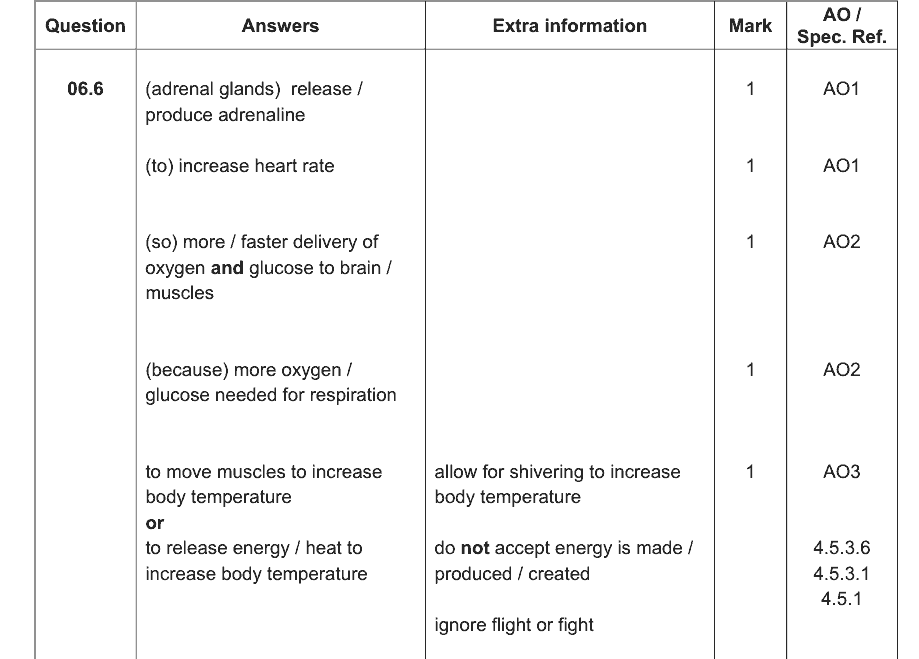 Question Answers Extra information Mark AO /
Spec. Ref.
06.6 (adrenal glands) release / 1 AO1
produce adrenaline
(to) increase heart rate 1 AO1
(so) more / faster delivery of 1 AO2
oxygen and glucose to brain /
muscles
(because) more oxygen / 1 AO2
glucose needed for respiration
to move muscles to increase allow for shivering to increase 1 AO3
body temperature body temperature
or
to release energy / heat to do not accept energy is made / 4.5.3.6
increase body temperature produced / created 4.5.3.1
4.5.1
ignore flight or fight